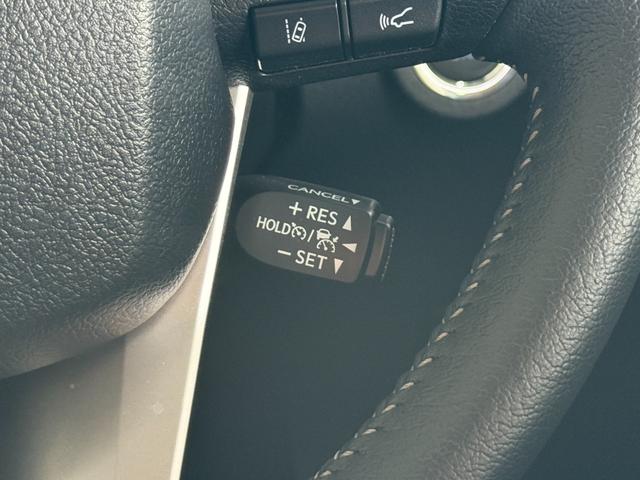 CANCEL▼
+ RES ▲
HOLD /
− SET ▼